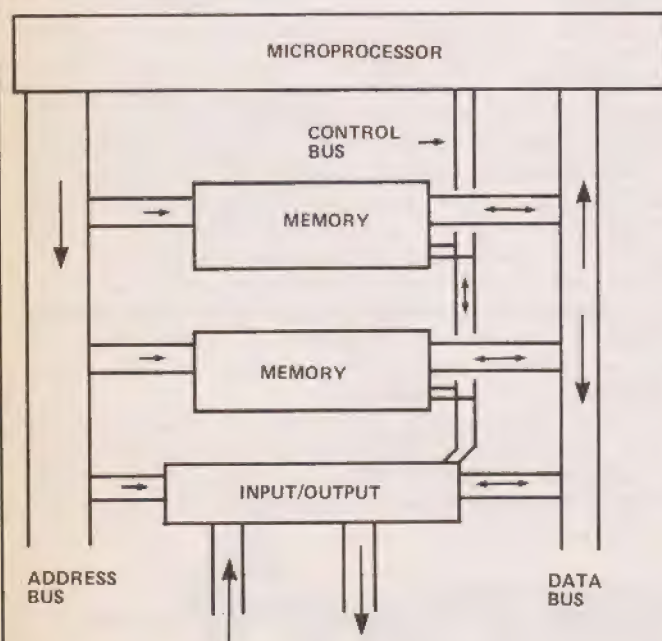 MICROPROCESSOR
CONTROL
BUS
MEMORY
MEMORY
INPUT/OUTPUT
ADDRESS
BUS
DATA
BUS